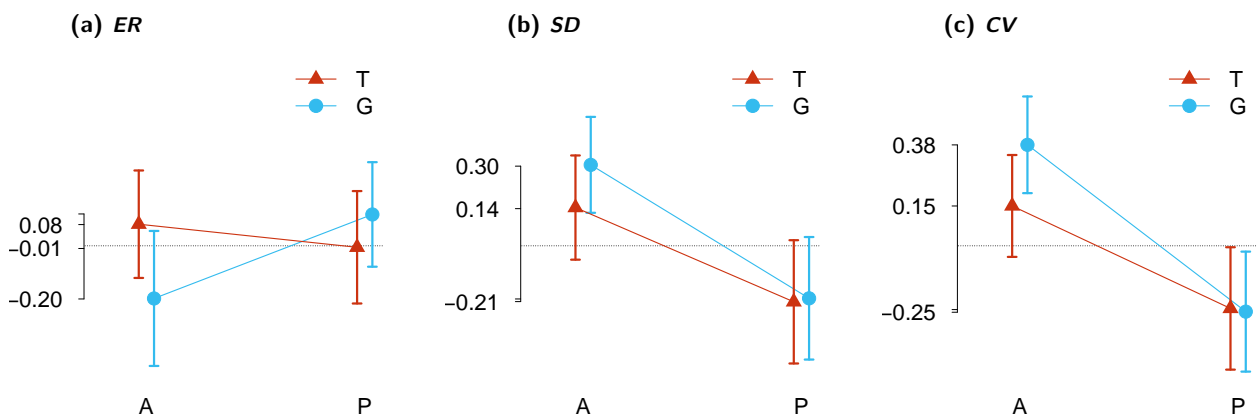 (a) ER
T
G
0.08
−0.01
−0.20
A P
(b) SD
T
G
0.30
0.14
−0.21
A P
(c) CV
T
G
0.38
0.15
−0.25
A P